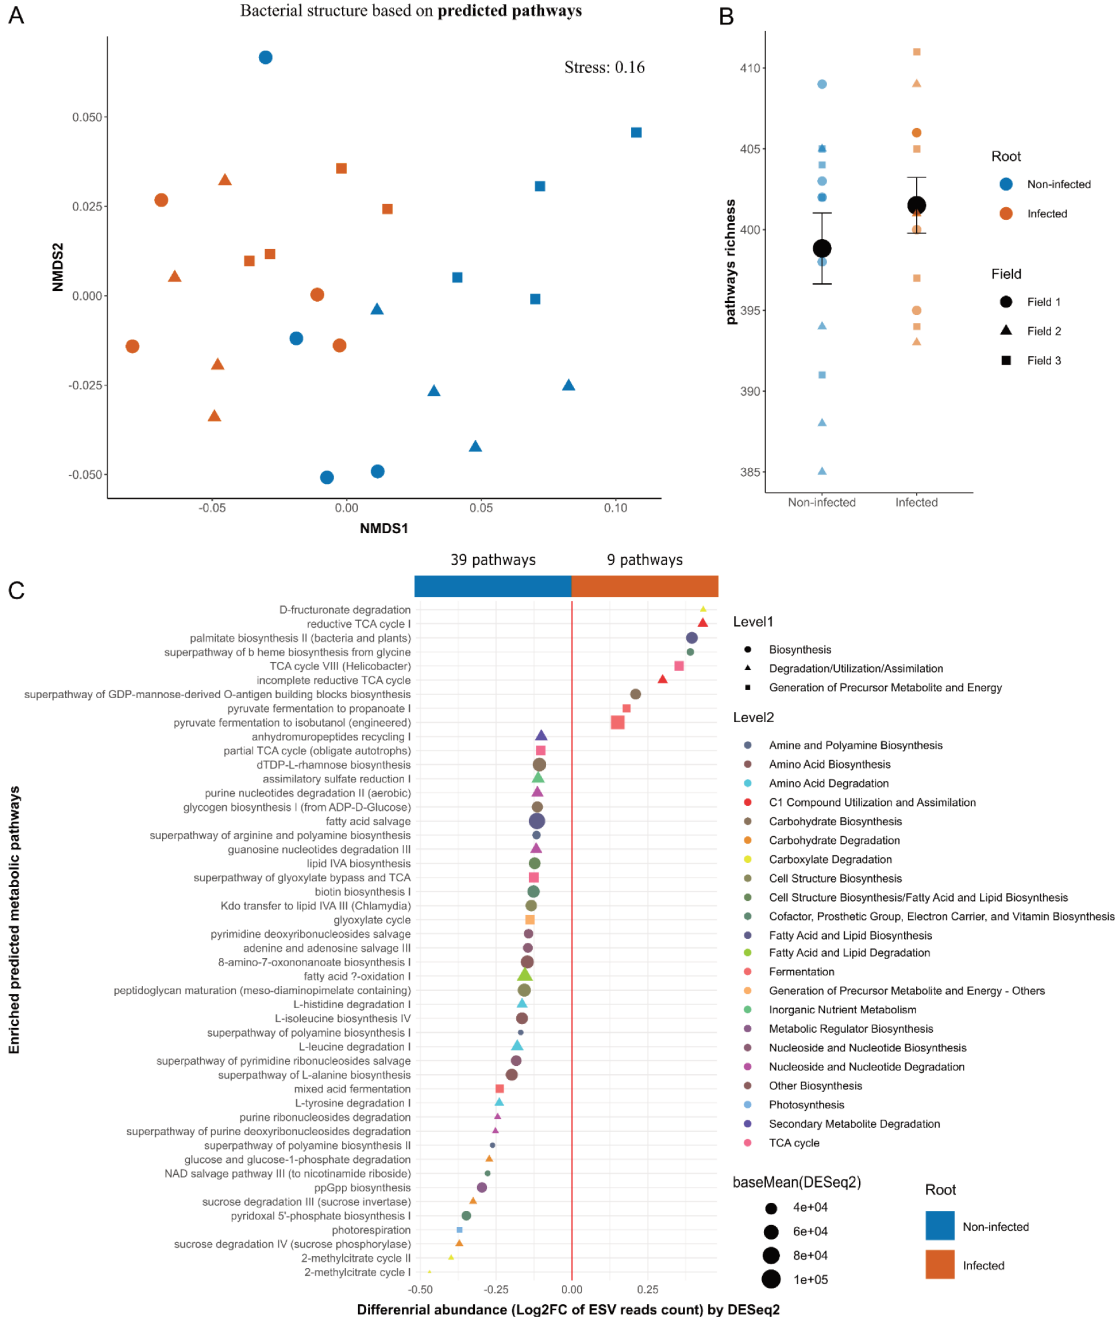 A
Bacterial structure based on predicted pathways
Stress: 0.16
NMDS2
0.050
0.025
0.000
-0.025
-0.050
-0.05
0.00
0.05
0.10
NMDS1
B
pathways richness
410
405
400
395
390
385
Non-infected
Infected
Root
Non-infected
Infected
Field
Field 1
Field 2
Field 3
C
39 pathways
9 pathways
Enriched predicted metabolic pathways
D-fructuronate degradation
reductive TCA cycle I
palmitate biosynthesis II (bacteria and plants)
superpathway of b heme biosynthesis from glycine
TCA cycle VIII (Helicobacter)
incomplete reductive TCA cycle
superpathway of GDP-mannose-derived O-antigen building blocks biosynthesis
pyruvate fermentation to propanoate I
pyruvate fermentation to isobutanol (engineered)
anhydromuropeptides recycling I
partial TCA cycle (obligate autotrophs)
dTDP-L-rhamnose biosynthesis
assimilatory sulfate reduction I
purine nucleotides degradation II (aerobic)
glycogen biosynthesis I (from ADP-D-Glucose)
fatty acid salvage
superpathway of arginine and polyamine biosynthesis
guanosine nucleotides degradation III
lipid IVA biosynthesis
superpathway of glyoxylate bypass and TCA
biotin biosynthesis I
Kdo transfer to lipid IVA III (Chlamydia)
glyoxylate cycle
pyrimidine deoxyribonucleosides salvage
adenine and adenosine salvage III
8-amino-7-oxononanoate biosynthesis I
fatty acid ?-oxidation I
peptidoglycan maturation (meso-diaminopimelate containing)
L-histidine degradation I
L-isoleucine biosynthesis IV
superpathway of polyamine biosynthesis I
L-leucine degradation I
superpathway of pyrimidine ribonucleosides salvage
superpathway of L-alanine biosynthesis
mixed acid fermentation
L-tyrosine degradation I
purine ribonucleosides degradation
superpathway of purine deoxyribonucleosides degradation
superpathway of polyamine biosynthesis II
glucose and glucose-1-phosphate degradation
NAD salvage pathway III (to nicotinamide riboside)
ppGpp biosynthesis
sucrose degradation III (sucrose invertase)
pyridoxal 5'-phosphate biosynthesis I
photorespiration
sucrose degradation IV (sucrose phosphorylase)
2-methylcitrate cycle II
2-methylcitrate cycle I
-0.50
-0.25
0.00
0.25
Differenrial abundance (Log2FC of ESV reads count) by DESeq2
Level1
Biosynthesis
Degradation/Utilization/Assimilation
Generation of Precursor Metabolite and Energy
Level2
Amine and Polyamine Biosynthesis
Amino Acid Biosynthesis
Amino Acid Degradation
C1 Compound Utilization and Assimilation
Carbohydrate Biosynthesis
Carbohydrate Degradation
Carboxylate Degradation
Cell Structure Biosynthesis
Cell Structure Biosynthesis/Fatty Acid and Lipid Biosynthesis
Cofactor, Prosthetic Group, Electron Carrier, and Vitamin Biosynthesis
Fatty Acid and Lipid Biosynthesis
Fatty Acid and Lipid Degradation
Fermentation
Generation of Precursor Metabolite and Energy - Others
Inorganic Nutrient Metabolism
Metabolic Regulator Biosynthesis
Nucleoside and Nucleotide Biosynthesis
Nucleoside and Nucleotide Degradation
Other Biosynthesis
Photosynthesis
Secondary Metabolite Degradation
TCA cycle
baseMean(DESeq2)
4e+04
6e+04
8e+04
1e+05
Root
Non-infected
Infected